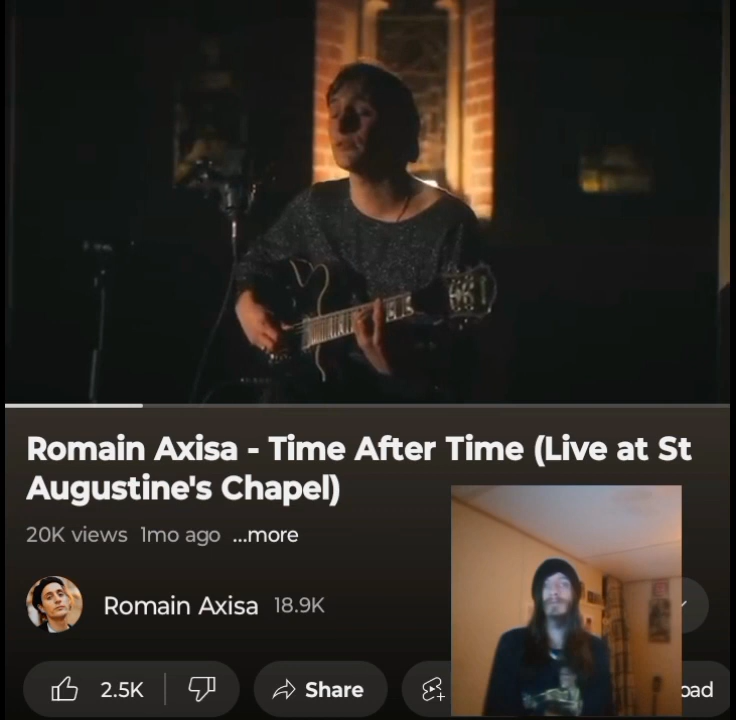 Romain Axisa - Time After Time (Live at St
Augustine's Chapel)
20K views 1mo ago ...more
Romain Axisa 18.9K
2.5K Share